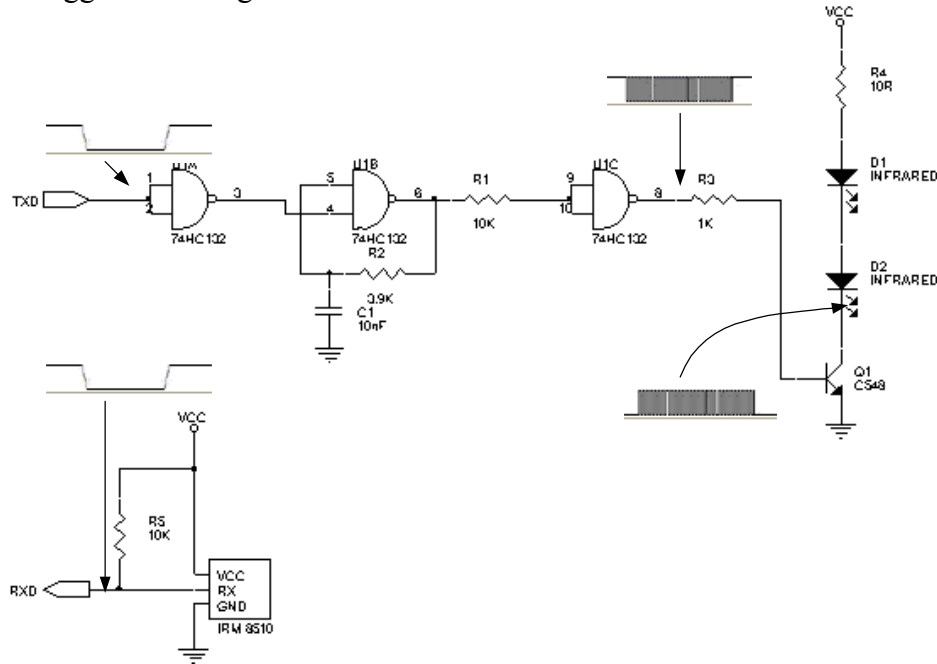 VCC
R4
10R
D1
INFRARED
D2
INFRARED
Q1
C548
TXD
1
2
3
U1A
74HC132
5
4
6
U1B
74HC132
R1
10K
9
10
8
U1C
74HC132
R3
1K
R2
3.9K
C1
10nF
VCC
R5
10K
RXD
VCC
RX
GND
IRM 8510